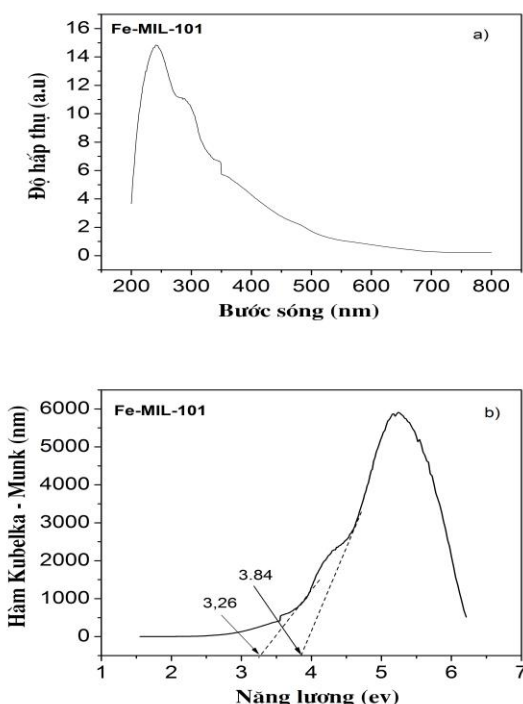 Fe-MIL-101
a)
Độ hấp thụ (a.u)
16
14
12
10
8
6
4
2
0
200 300 400 500 600 700 800
Bước sóng (nm)
Fe-MIL-101
b)
Hàm Kubelka - Munk (nm)
6000
5000
4000
3000
2000
1000
0
3,26
3.84
1 2 3 4 5 6 7
Năng lương (ev)